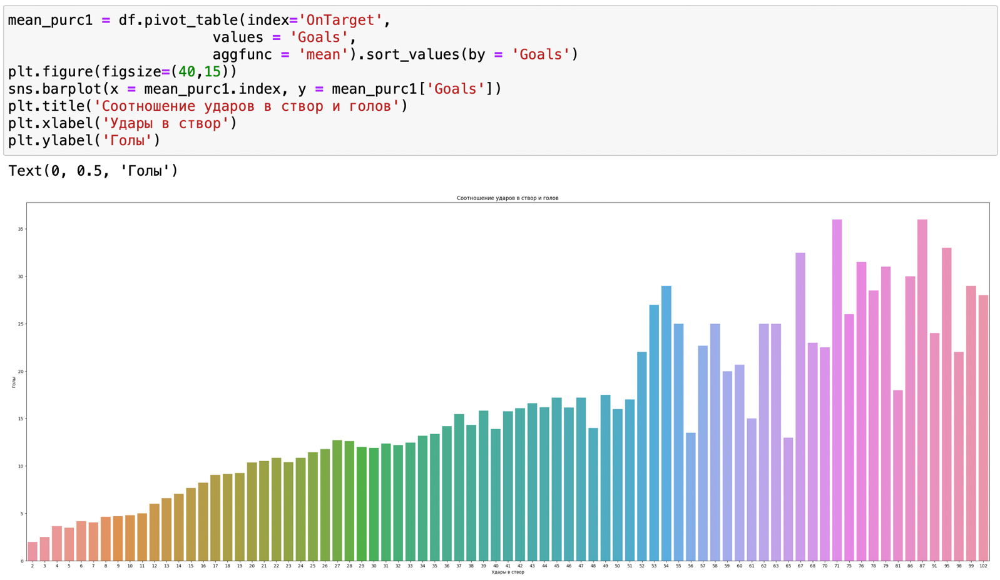 mean_purc1 = df.pivot_table(index='OnTarget',
values = 'Goals',
aggfunc = 'mean').sort_values(by = 'Goals')
plt.figure(figsize=(40,15))
sns.barplot(x = mean_purc1.index, y = mean_purc1['Goals'])
plt.title('Соотношение ударов в створ и голов')
plt.xlabel('Удары в створ')
plt.ylabel('Голы')
Text(0, 0.5, 'Голы')
Соотношение ударов в створ и голов
35
30
25
20
15
10
5
0
Голы
2 3 4 5 6 7 8 9 10 11 12 13 14 15 16 17 18 19 20 21 22 23 24 25 26 27 28 29 30 31 32 33 34 35 36 37 38 39 40 41 42 43 44 45 46 47 48 49 50 51 52 53 54 55 56 57 58 59 60 61 62 63 65 67 68 70 71 75 76 78 79 81 86 87 91 95 98 99 102
Удары в створ